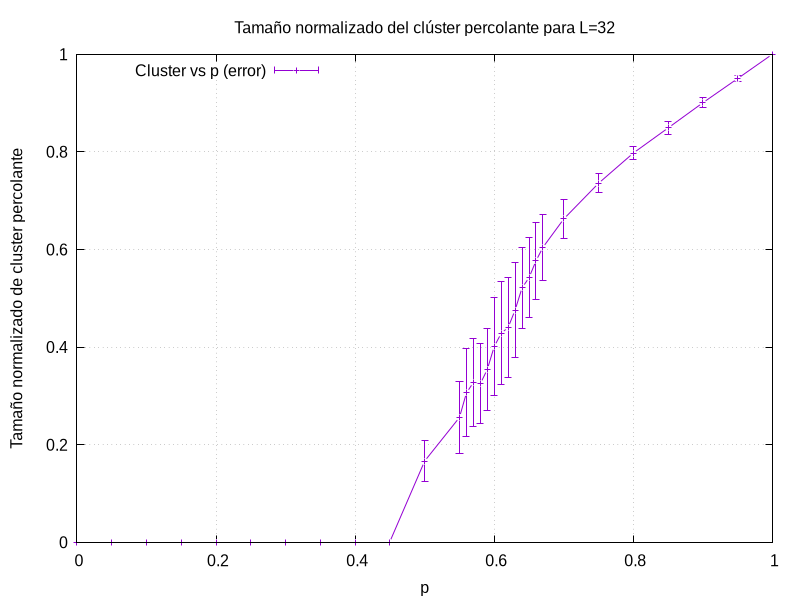 Tamaño normalizado del clúster percolante para L=32
Cluster vs p (error)
Tamaño normalizado de cluster percolante
1
0.8
0.6
0.4
0.2
0
0 0.2 0.4 0.6 0.8 1
p